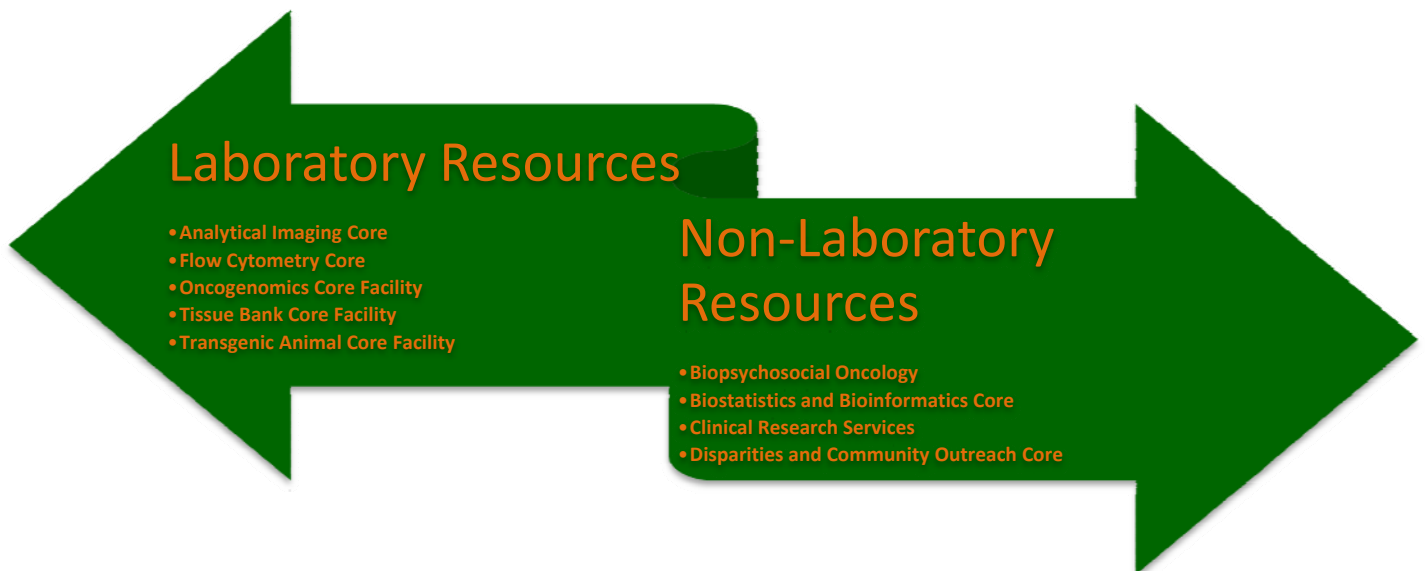 Laboratory Resources
•Analytical Imaging Core
•Flow Cytometry Core
•Oncogenomics Core Facility
•Tissue Bank Core Facility
•Transgenic Animal Core Facility
Non-Laboratory
Resources
•Biopsychosocial Oncology
•Biostatistics and Bioinformatics Core
•Clinical Research Services
•Disparities and Community Outreach Core